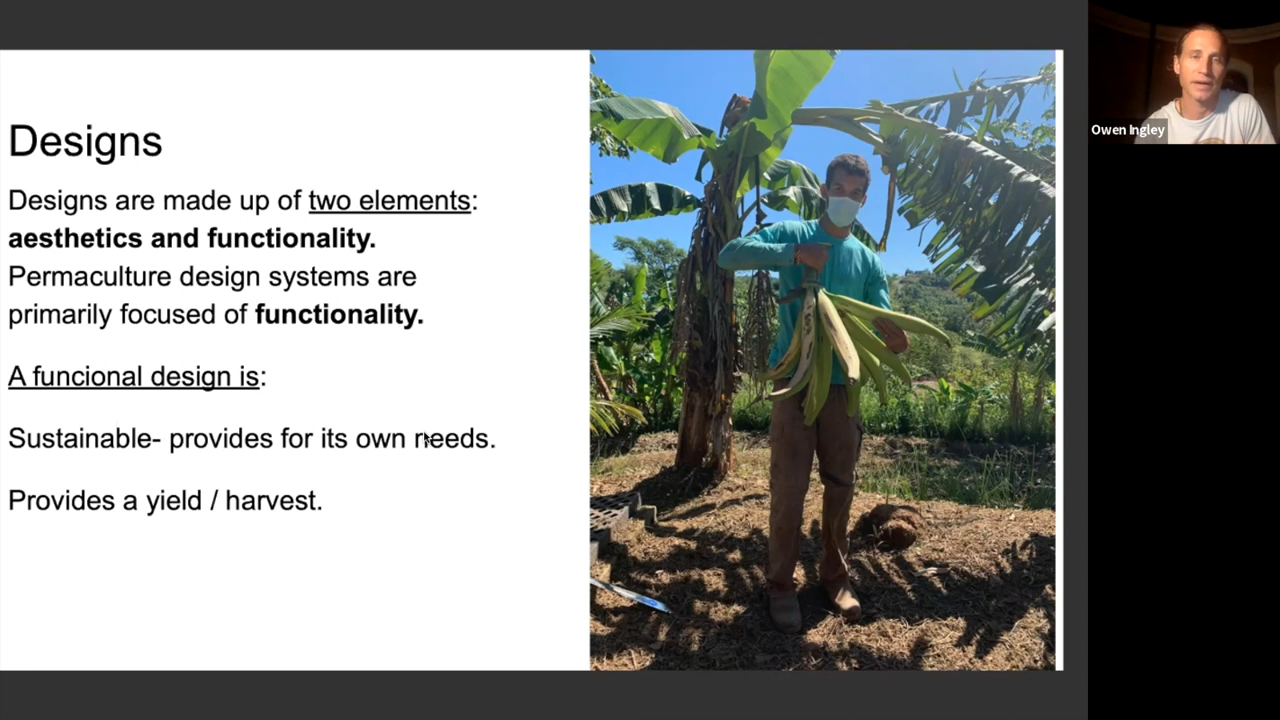 Designs
Designs are made up of two elements:
aesthetics and functionality.
Permaculture design systems are
primarily focused of functionality.
A funcional design is:
Sustainable- provides for its own needs.
Provides a yield / harvest.
Owen Ingley